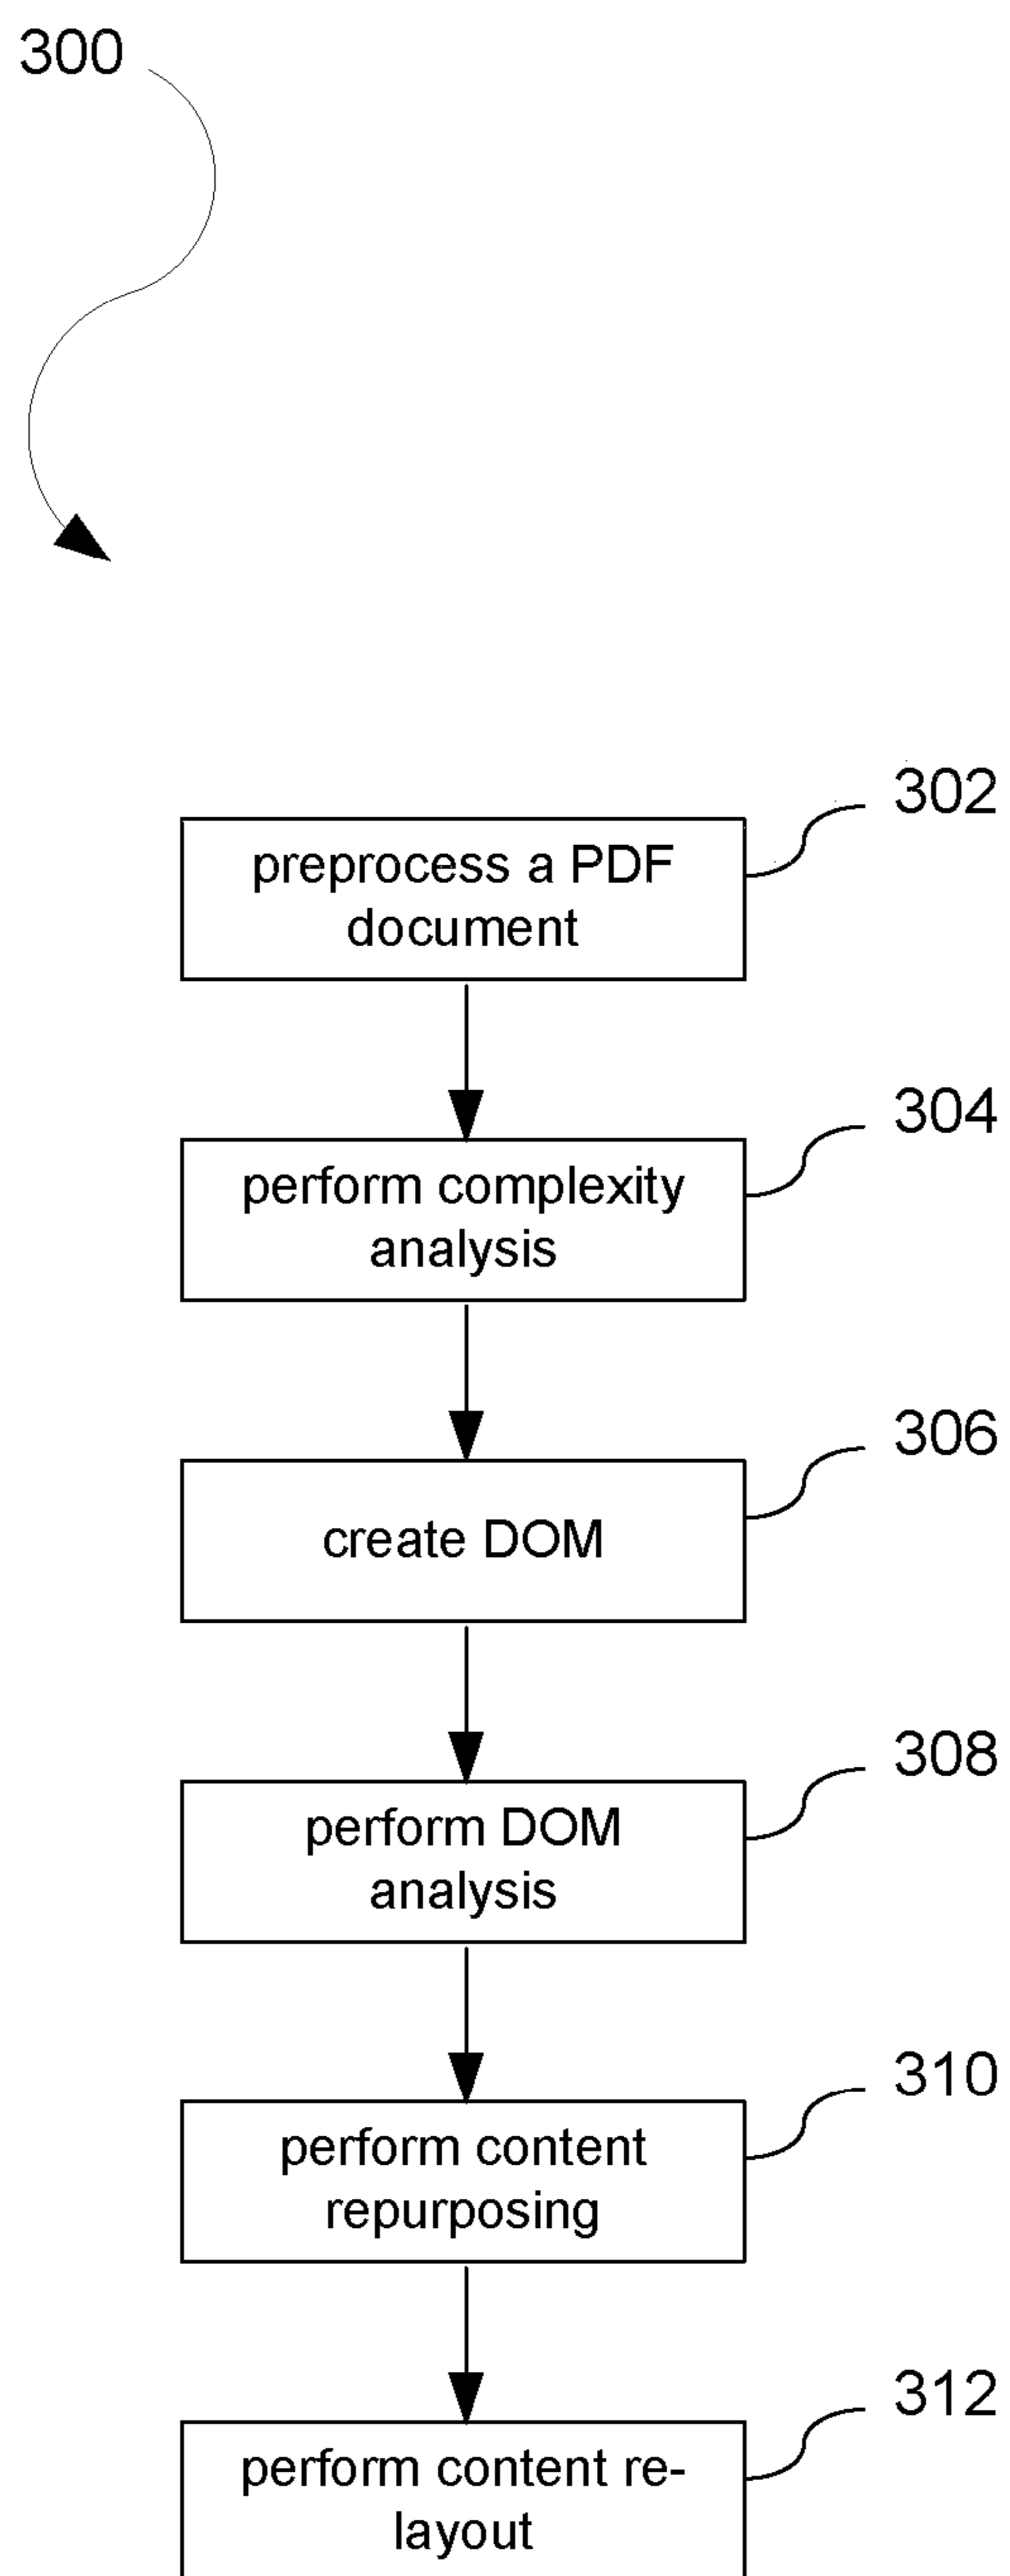 300
302
preprocess a PDF
document
304
perform complexity
analysis
306
create DOM
308
perform DOM
analysis
310
perform content
repurposing
312
perform content re-
layout